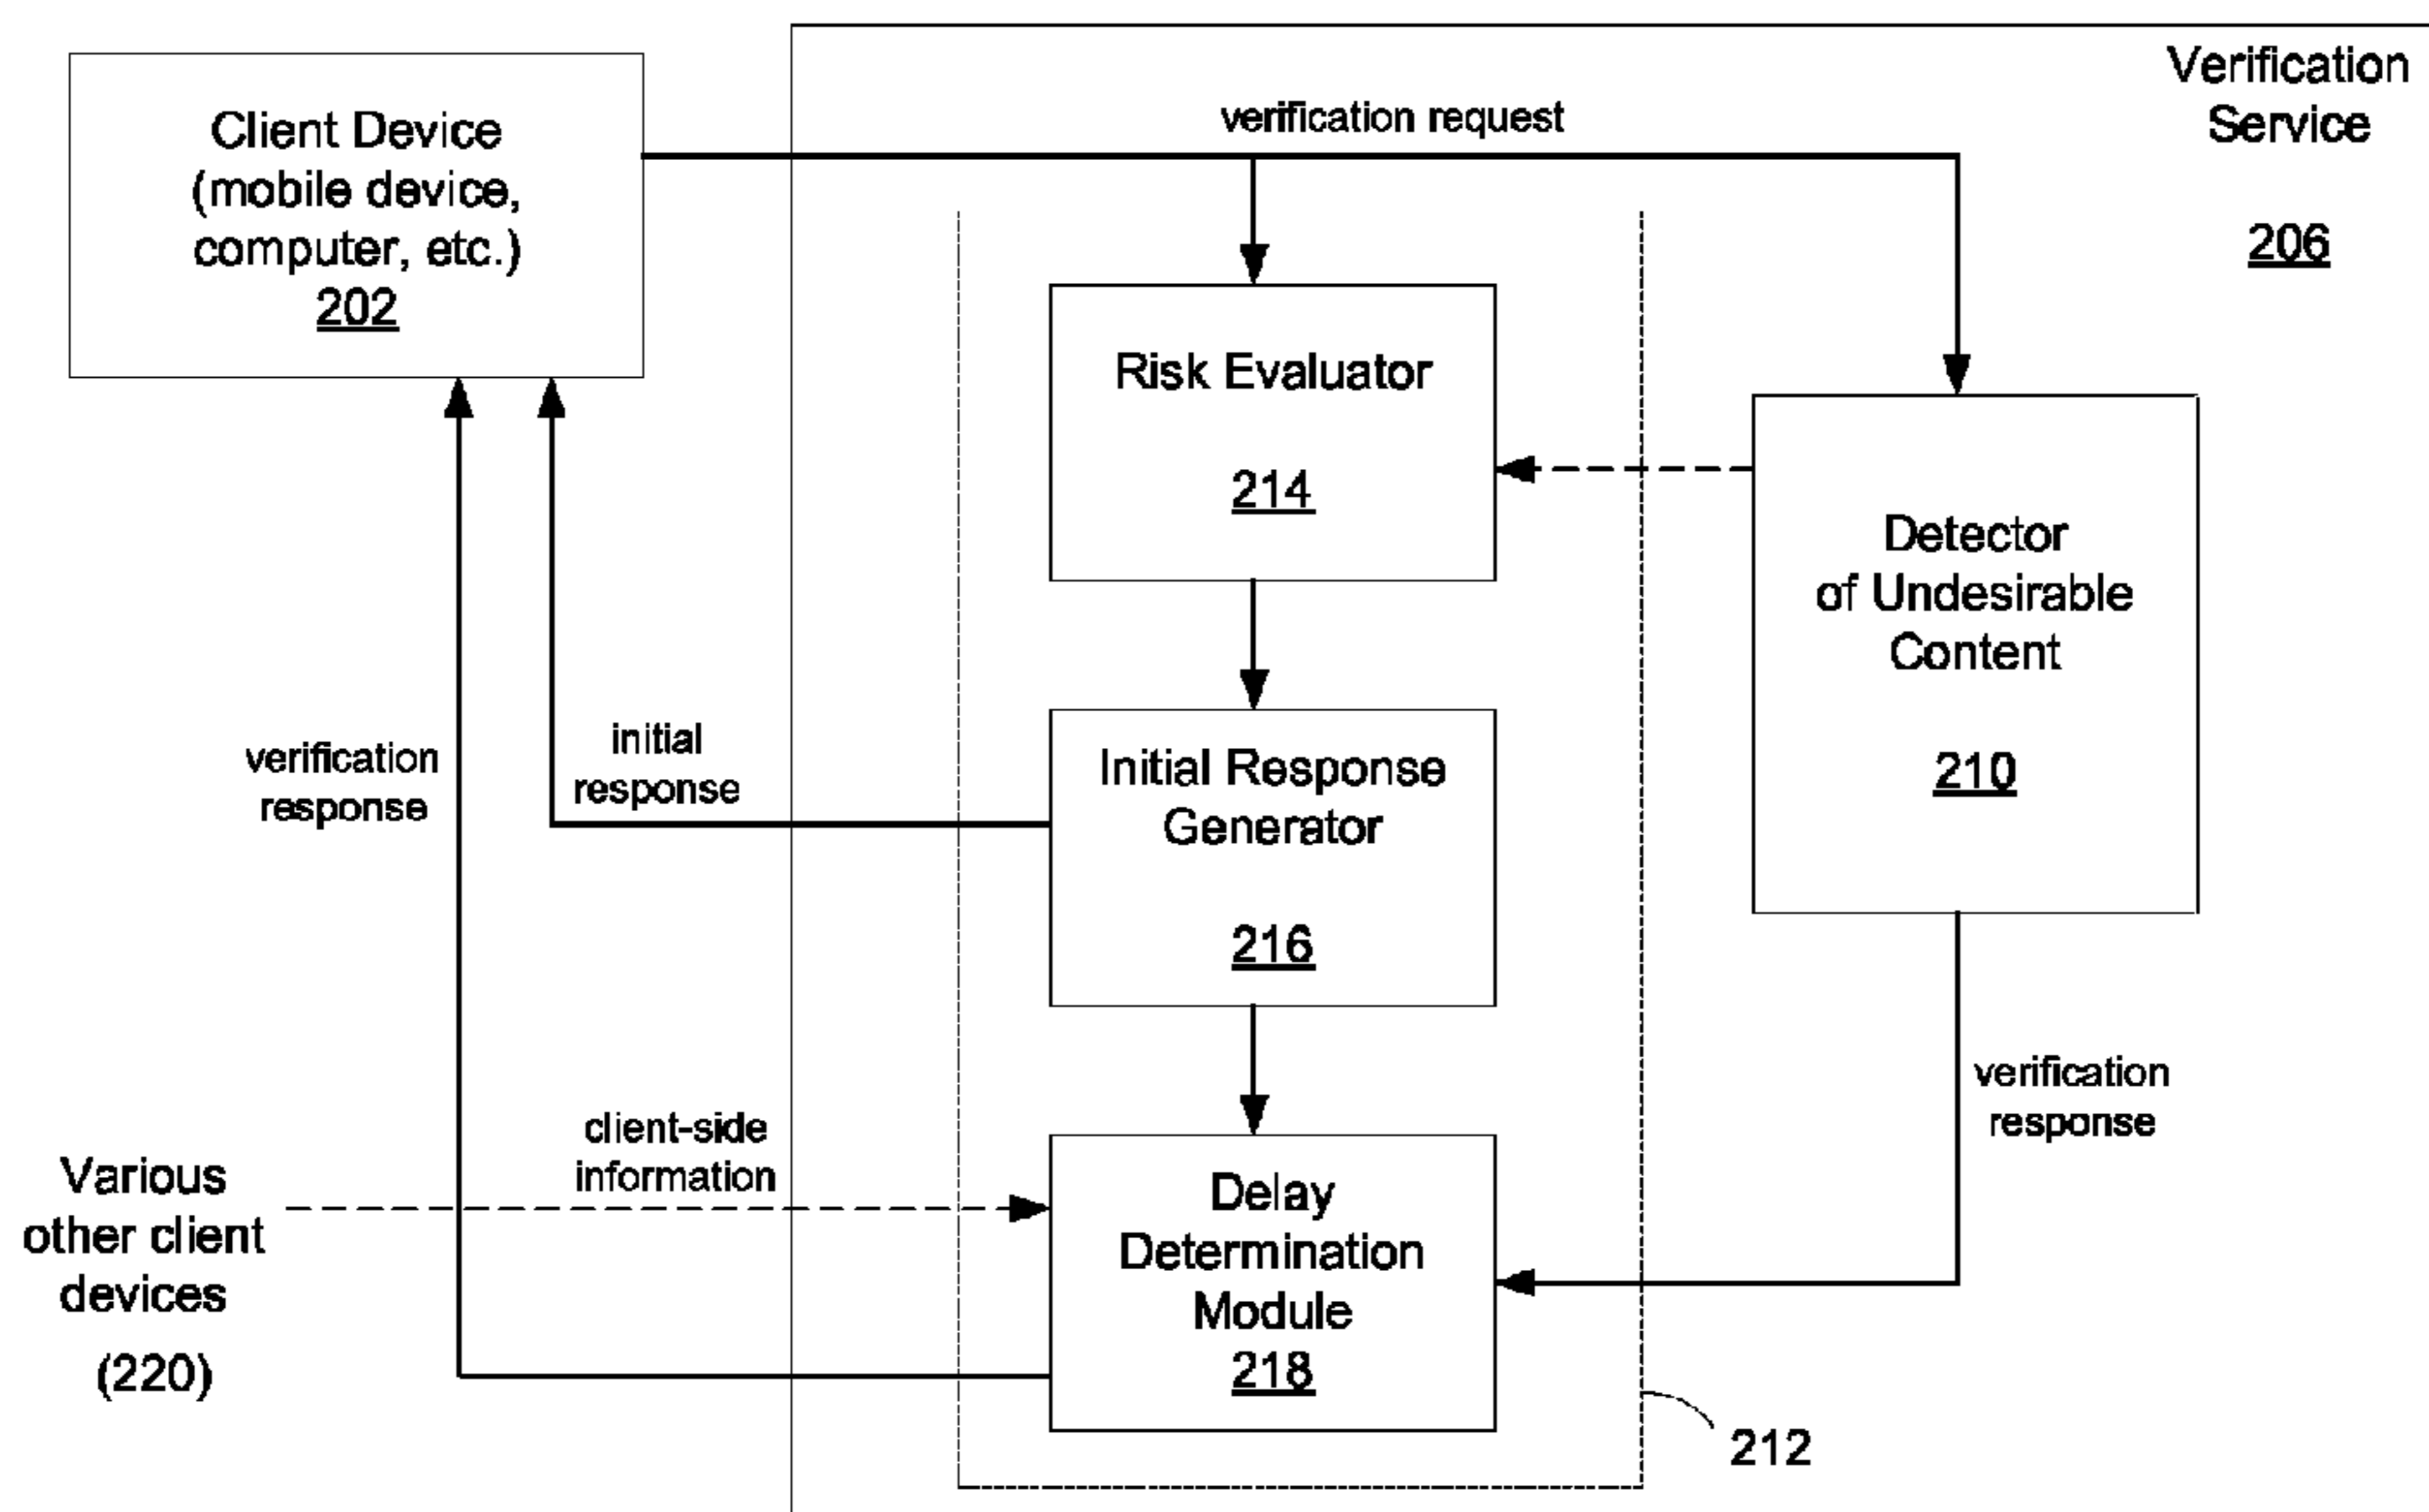 Client Device
(mobile device,
computer, etc.)
202
verification request
Verification
Service
206
Risk Evaluator
214
Detector
of Undesirable
Content
210
verification
response
initial
response
Initial Response
Generator
216
verification
response
client-side
information
Various
other client
devices
(220)
Delay
Determination
Module
218
212